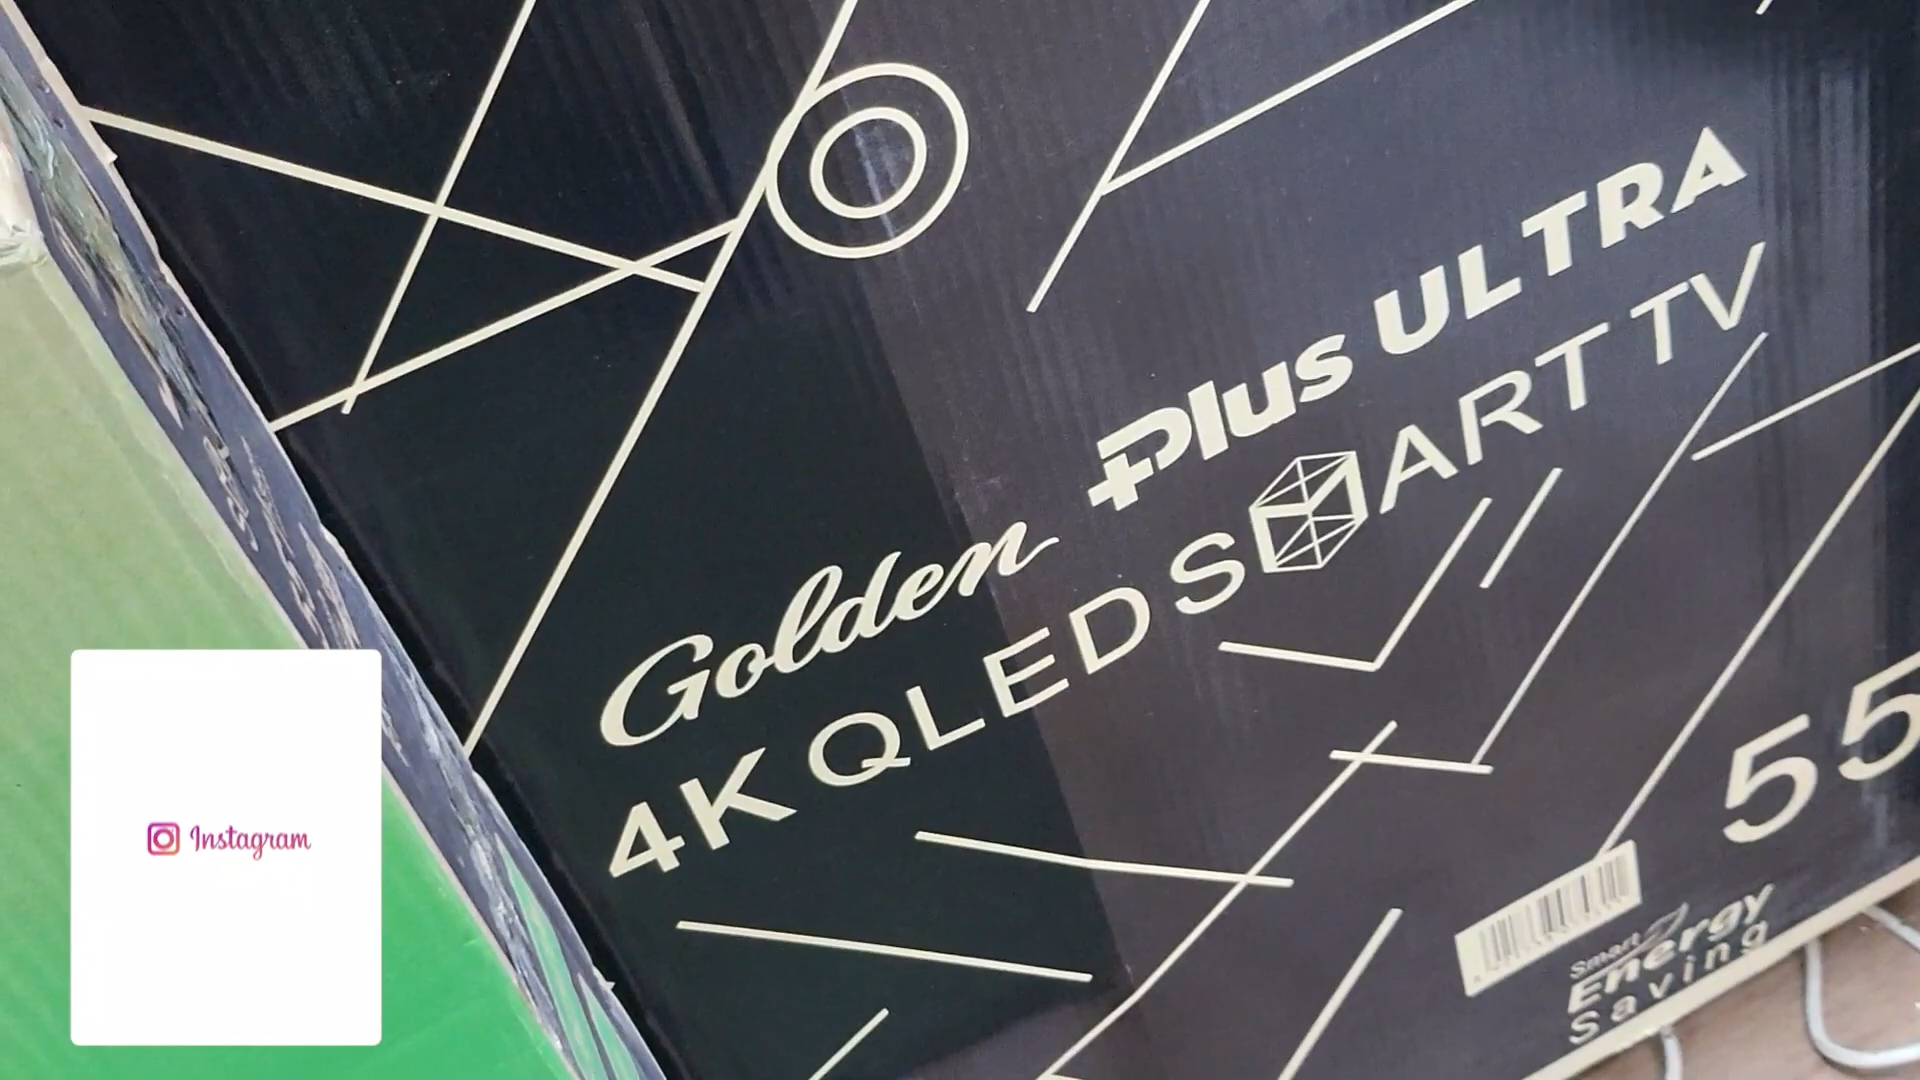 Golden Plus ULTRA
4K QLED SMART TV
55
Smart
Energy
Saving
Instagram